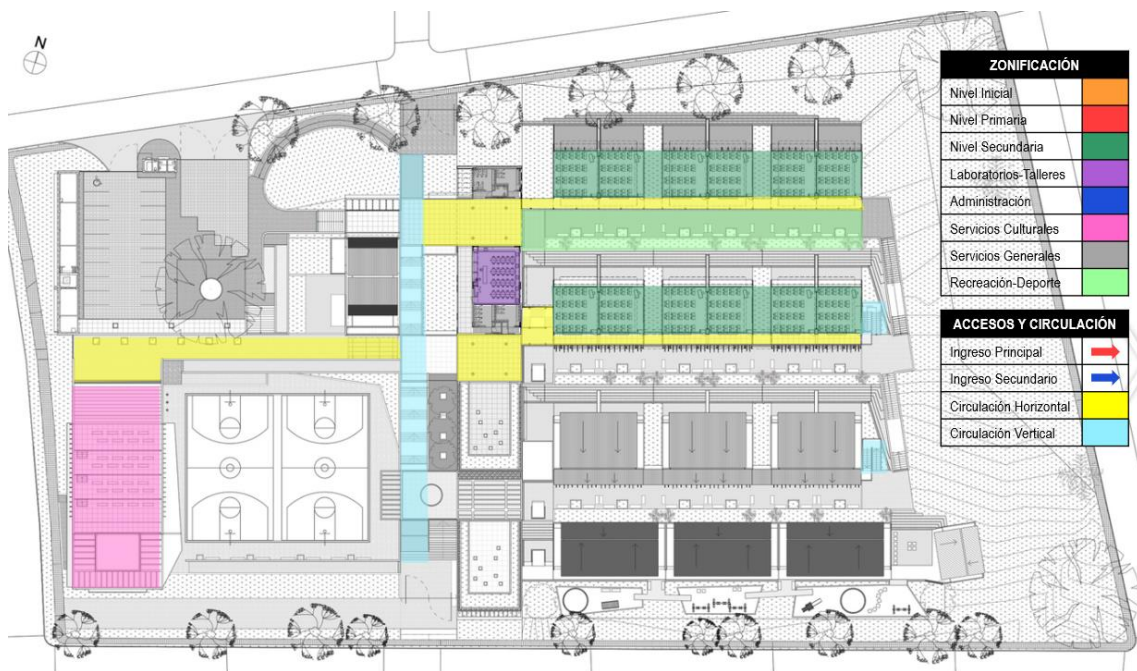 N
ZONIFICACIÓN
Nivel Inicial
Nivel Primaria
Nivel Secundaria
Laboratorios-Talleres
Administración
Servicios Culturales
Servicios Generales
Recreación-Deporte
ACCESOS Y CIRCULACIÓN
Ingreso Principal
Ingreso Secundario
Circulación Horizontal
Circulación Vertical